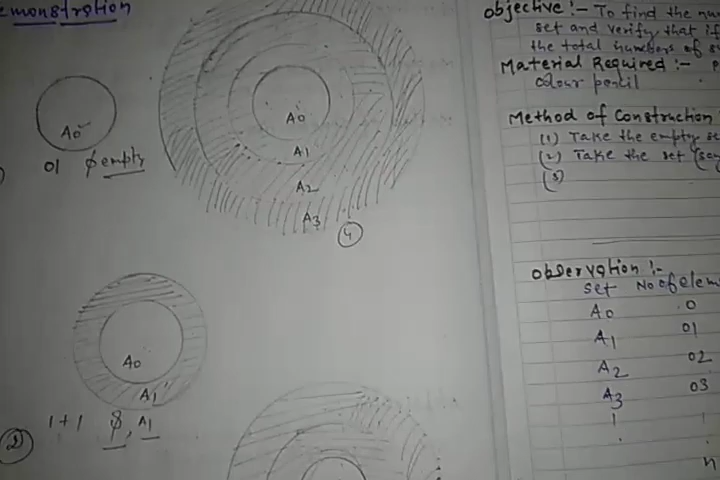 emonstration
A0
01 φ empty
A0
A1
A2
A3
4
A0
A1
1+1 φ, A1
2
Objective :- To find the nu
set and verify that if
the total numbers of s
Material Required :- P
colour pencil
Method of Construction
(1) Take the empty se
(2) Take the set (say
(3)
Observation :-
set No of elem
A0 0
A1 01
A2 02
A3 03
n